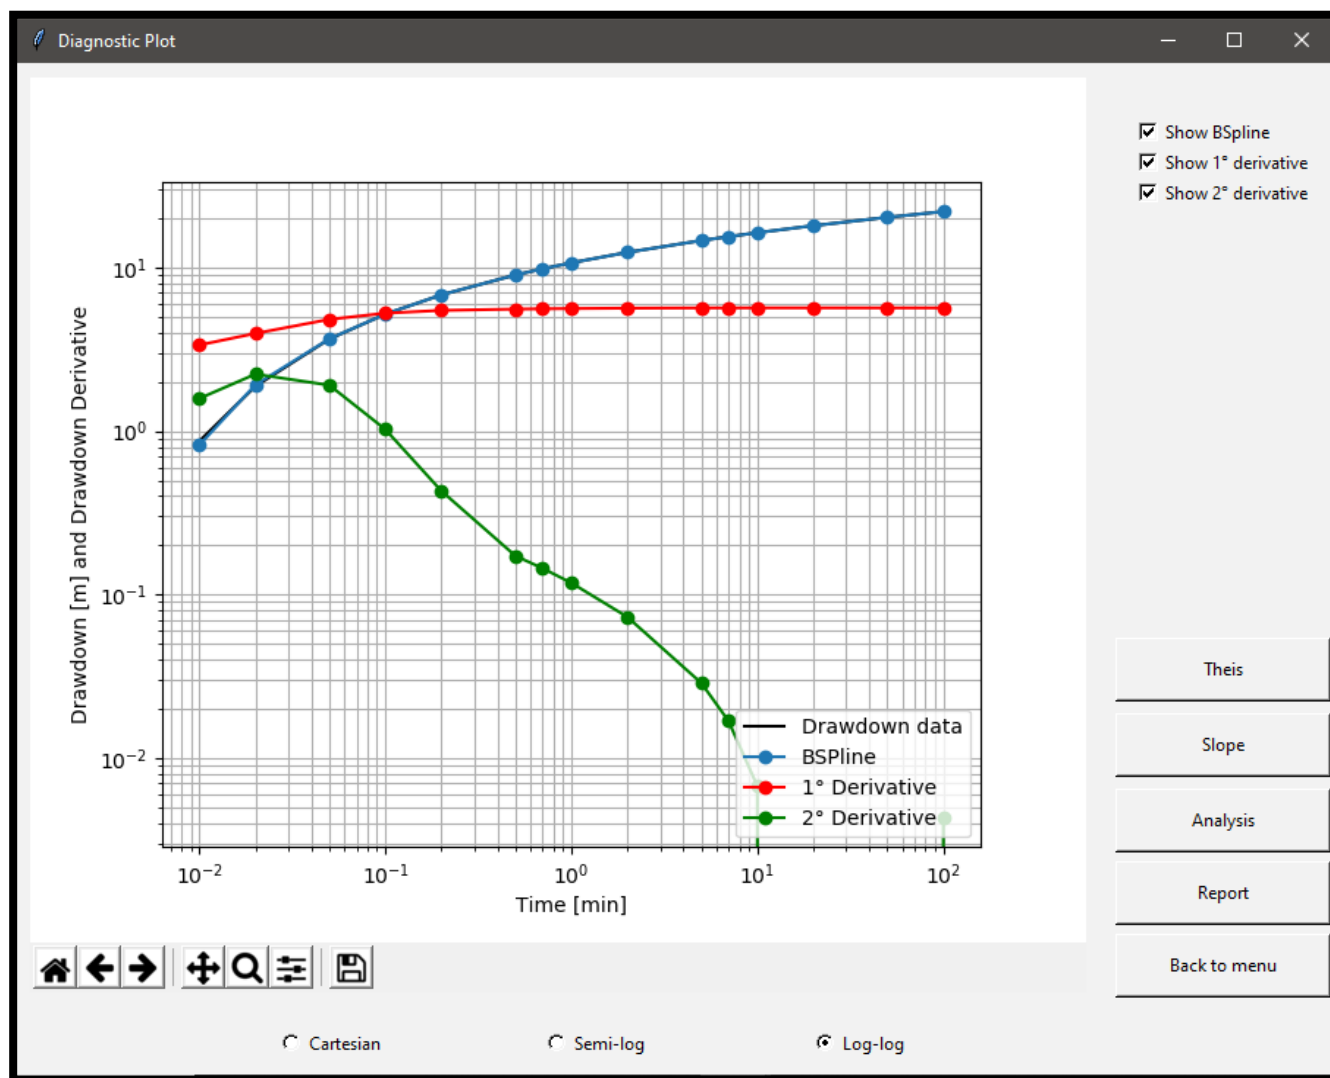 Diagnostic Plot
Show BSpline
Show 1° derivative
Show 2° derivative
Drawdown [m] and Drawdown Derivative
10¹
10⁰
10⁻¹
10⁻²
Drawdown data
BSPline
1° Derivative
2° Derivative
10⁻² 10⁻¹ 10⁰ 10¹ 10²
Time [min]
Theis
Slope
Analysis
Report
Back to menu
Cartesian Semi-log Log-log